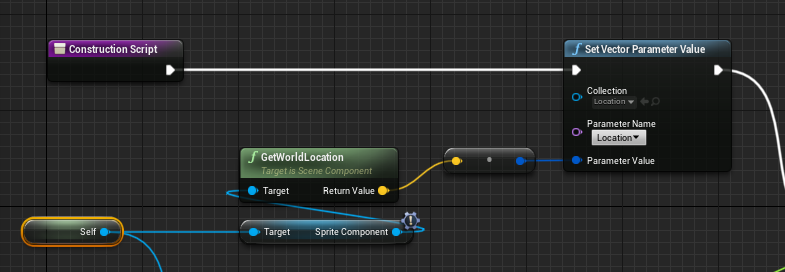 Construction Script
Set Vector Parameter Value
Collection
Location
Parameter Name
Location
Parameter Value
GetWorldLocation
Target is Scene Component
Target Return Value
Self
Target Sprite Component